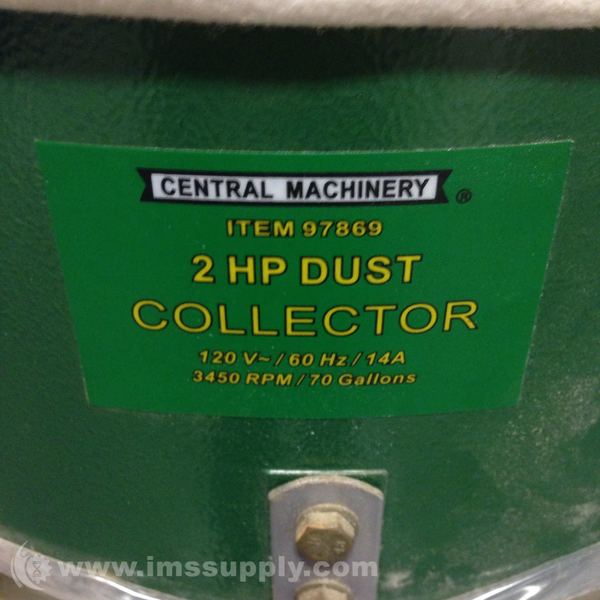 CENTRAL MACHINERY ®
ITEM 97869
2 HP DUST
COLLECTOR
120 V~/60 Hz/14A
3450 RPM/70 Gallons
www.imssupply.com